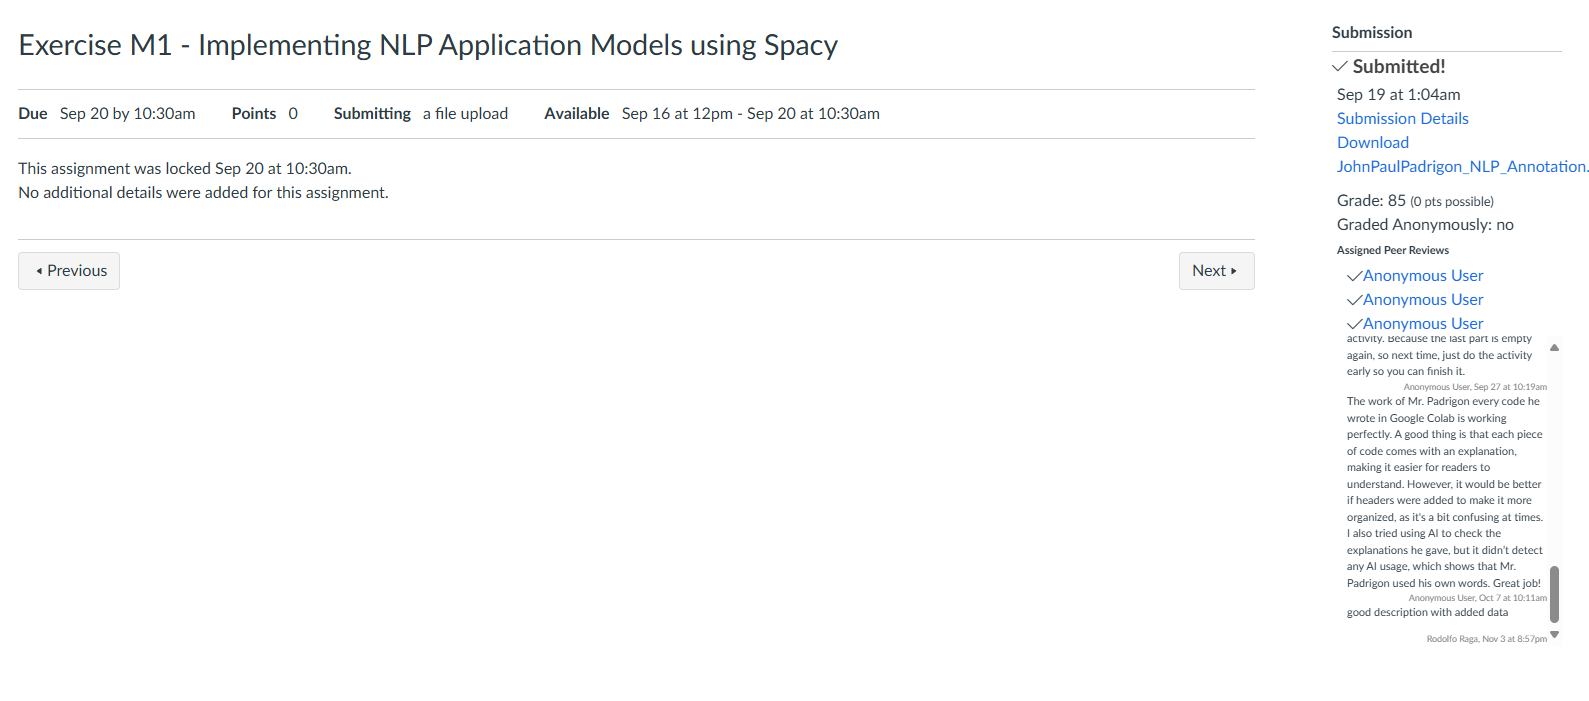 Exercise M1 - Implementing NLP Application Models using Spacy
Due Sep 20 by 10:30am Points 0 Submitting a file upload Available Sep 16 at 12pm - Sep 20 at 10:30am
This assignment was locked Sep 20 at 10:30am.
No additional details were added for this assignment.
Previous
Next
Submission
Submitted!
Sep 19 at 1:04am
Submission Details
Download
JohnPaulPadrigon_NLP_Annotation.
Grade: 85 (0 pts possible)
Graded Anonymously: no
Assigned Peer Reviews
Anonymous User
Anonymous User
Anonymous User
activity. Because the last part is empty
again, so next time, just do the activity
early so you can finish it.
Anonymous User, Sep 27 at 10:19am
The work of Mr. Padrigon every code he
wrote in Google Colab is working
perfectly. A good thing is that each piece
of code comes with an explanation,
making it easier for readers to
understand. However, it would be better
if headers were added to make it more
organized, as it's a bit confusing at times.
I also tried using AI to check the
explanations he gave, but it didn't detect
any AI usage, which shows that Mr.
Padrigon used his own words. Great job!
Anonymous User, Oct 7 at 10:11am
good description with added data
Rodolfo Raga, Nov 3 at 8:57pm